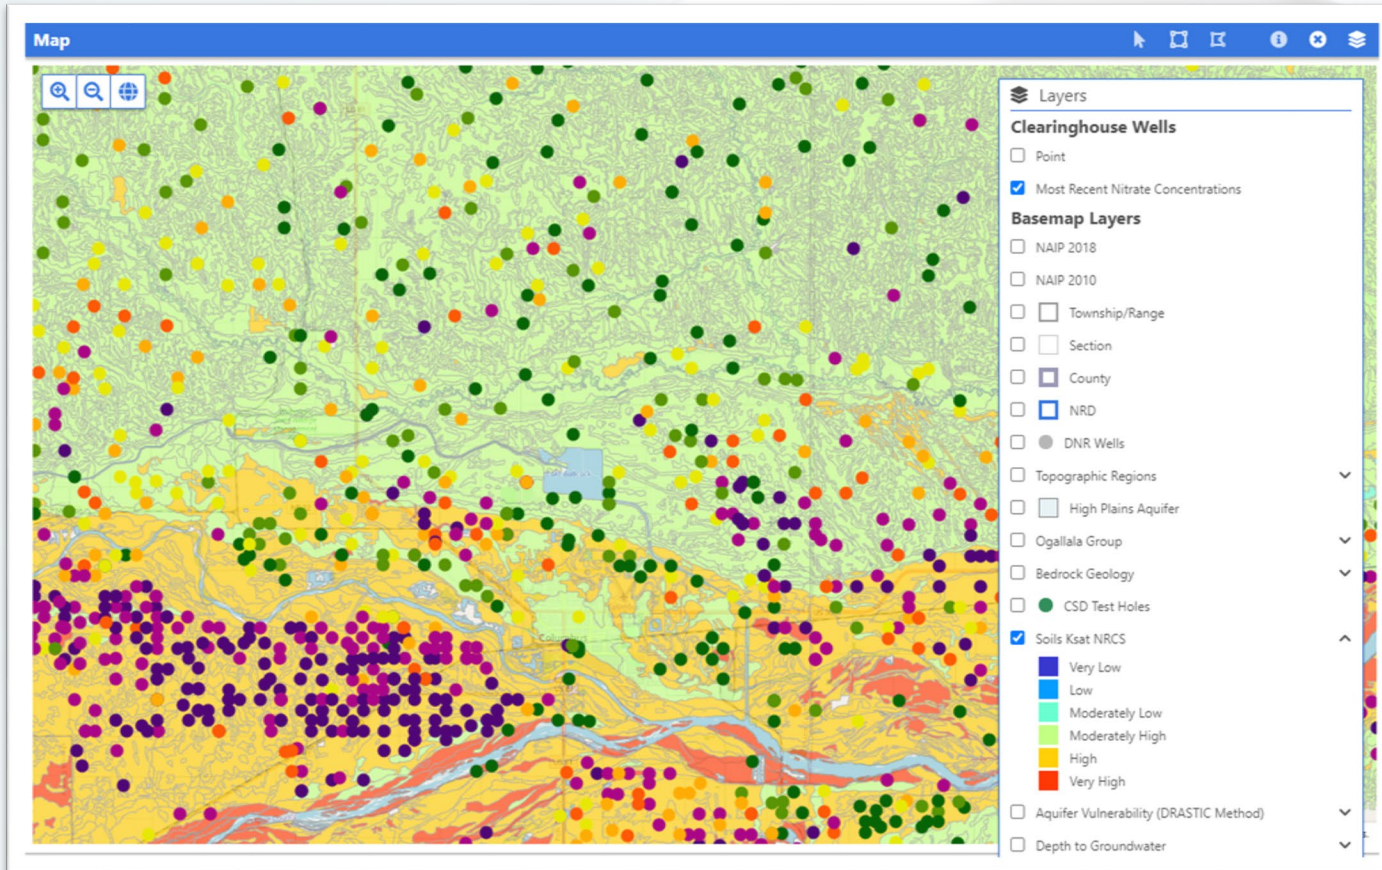 Map
Layers
Clearinghouse Wells
Point
Most Recent Nitrate Concentrations
Basemap Layers
NAIP 2018
NAIP 2010
Township/Range
Section
County
NRD
DNR Wells
Topographic Regions
High Plains Aquifer
Ogallala Group
Bedrock Geology
CSD Test Holes
Soils Ksat NRCS
Very Low
Low
Moderately Low
Moderately High
High
Very High
Aquifer Vulnerability (DRASTIC Method)
Depth to Groundwater
Columbus